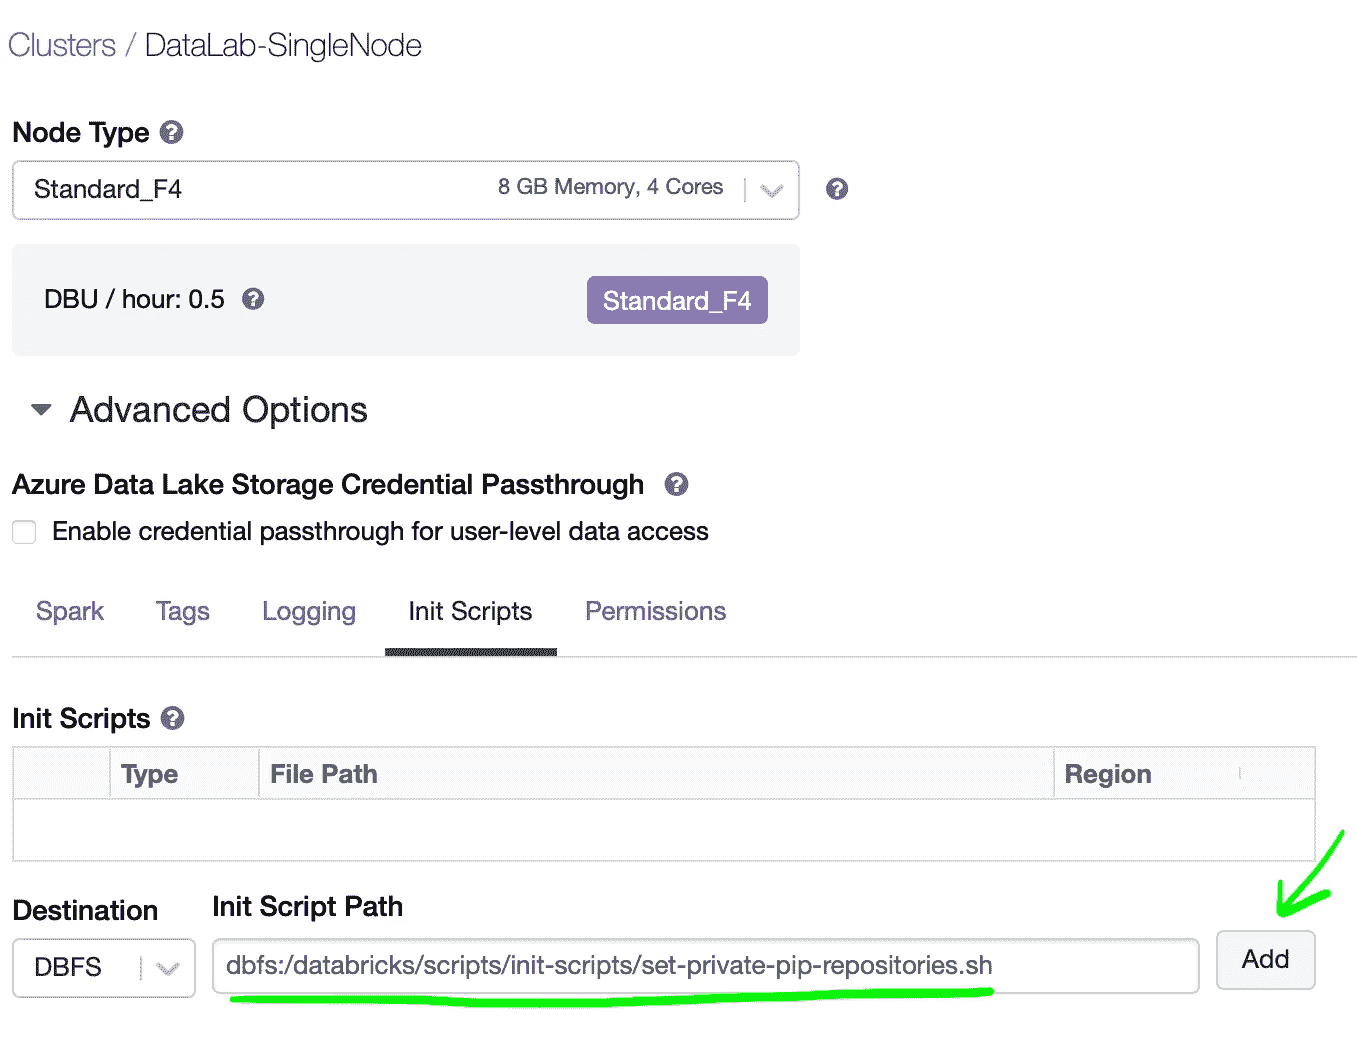 Clusters / DataLab-SingleNode
Node Type ?
Standard_F4 8 GB Memory, 4 Cores ?
DBU / hour: 0.5 ? Standard_F4
Advanced Options
Azure Data Lake Storage Credential Passthrough ?
Enable credential passthrough for user-level data access
Spark Tags Logging Init Scripts Permissions
Init Scripts ?
Type File Path Region
Destination Init Script Path
DBFS dbfs:/databricks/scripts/init-scripts/set-private-pip-repositories.sh Add